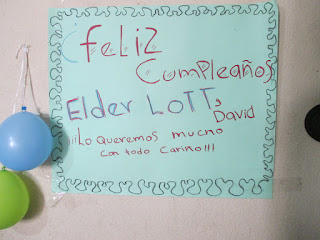 Feliz
Cumpleaños
Elder LOTT,
David
¡¡¡Lo Queremos mucho
con todo Cariño!!!